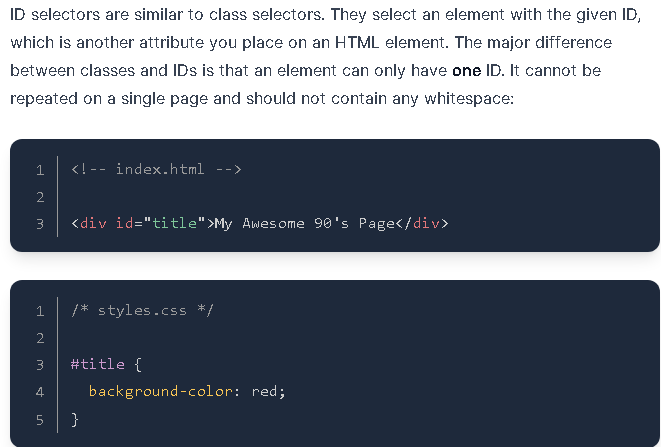 ID selectors are similar to class selectors. They select an element with the given ID,
which is another attribute you place on an HTML element. The major difference
between classes and IDs is that an element can only have one ID. It cannot be
repeated on a single page and should not contain any whitespace:
1 <!-- index.html -->
2
3 <div id="title">My Awesome 90's Page</div>
1 /* styles.css */
2
3 #title {
4   background-color: red;
5 }